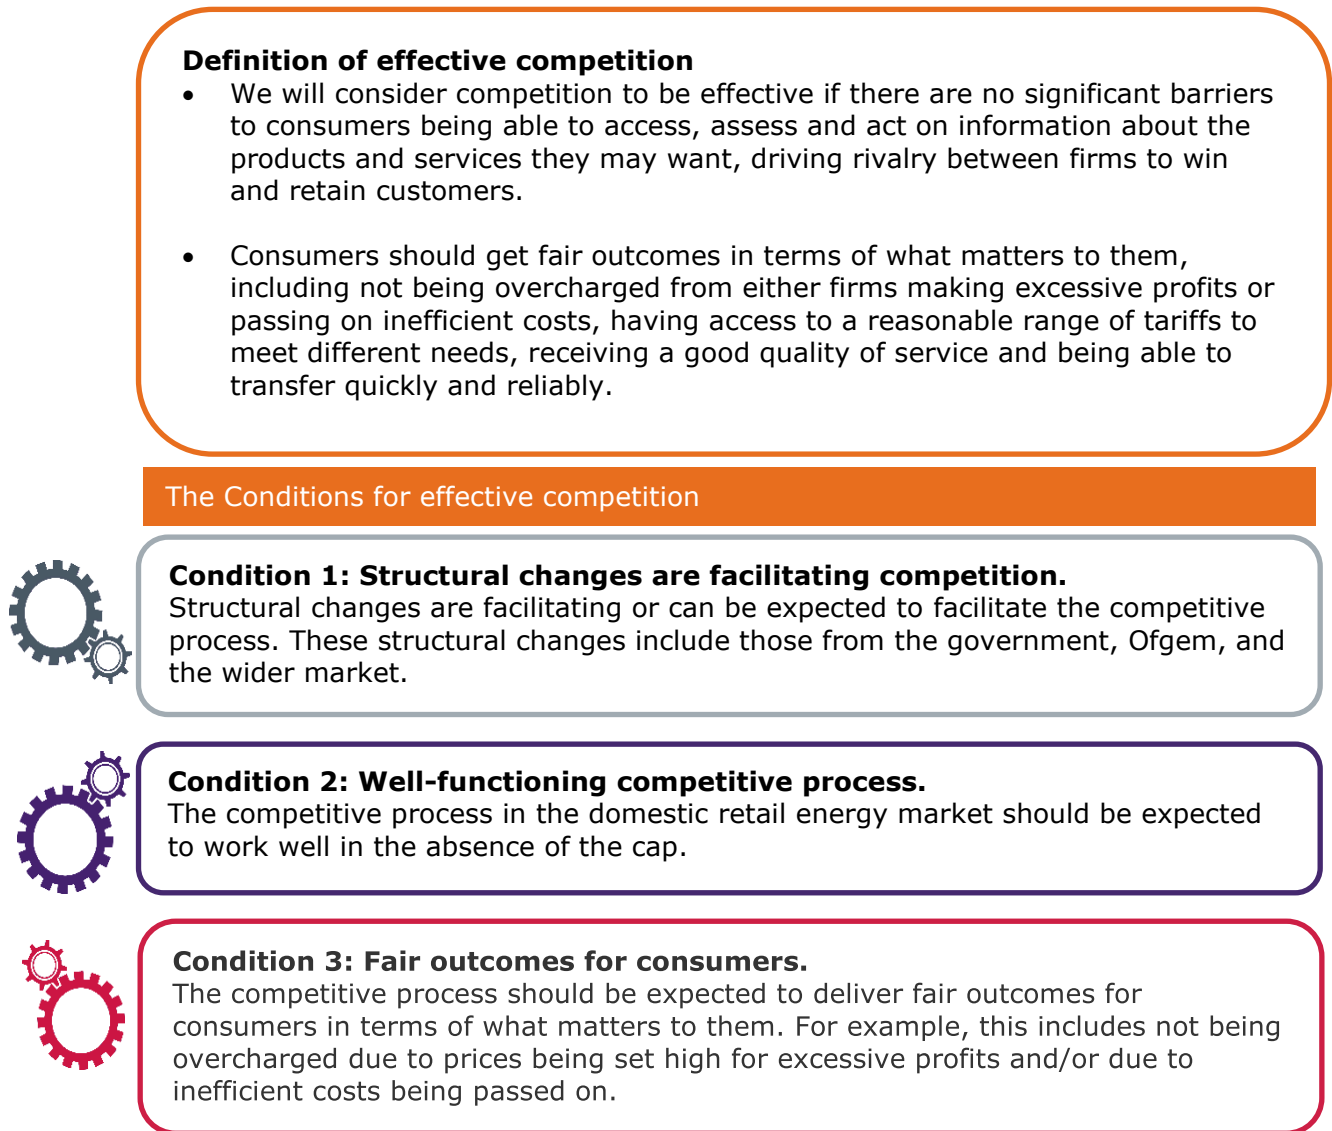 Definition of effective competition
• We will consider competition to be effective if there are no significant barriers
to consumers being able to access, assess and act on information about the
products and services they may want, driving rivalry between firms to win
and retain customers.
• Consumers should get fair outcomes in terms of what matters to them,
including not being overcharged from either firms making excessive profits or
passing on inefficient costs, having access to a reasonable range of tariffs to
meet different needs, receiving a good quality of service and being able to
transfer quickly and reliably.
The Conditions for effective competition
Condition 1: Structural changes are facilitating competition.
Structural changes are facilitating or can be expected to facilitate the competitive
process. These structural changes include those from the government, Ofgem, and
the wider market.
Condition 2: Well-functioning competitive process.
The competitive process in the domestic retail energy market should be expected
to work well in the absence of the cap.
Condition 3: Fair outcomes for consumers.
The competitive process should be expected to deliver fair outcomes for
consumers in terms of what matters to them. For example, this includes not being
overcharged due to prices being set high for excessive profits and/or due to
inefficient costs being passed on.